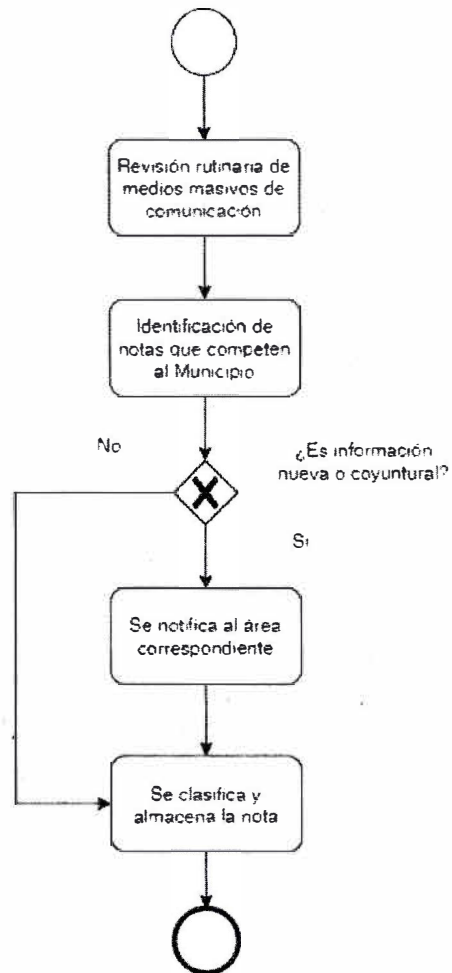 Revisión rutinaria de
medios masivos de
comunicación
Identificación de
notas que competen
al Municipio
No
¿Es información
nueva o coyuntural?
Si
Se notifica al área
correspondiente
Se clasifica y
almacena la nota